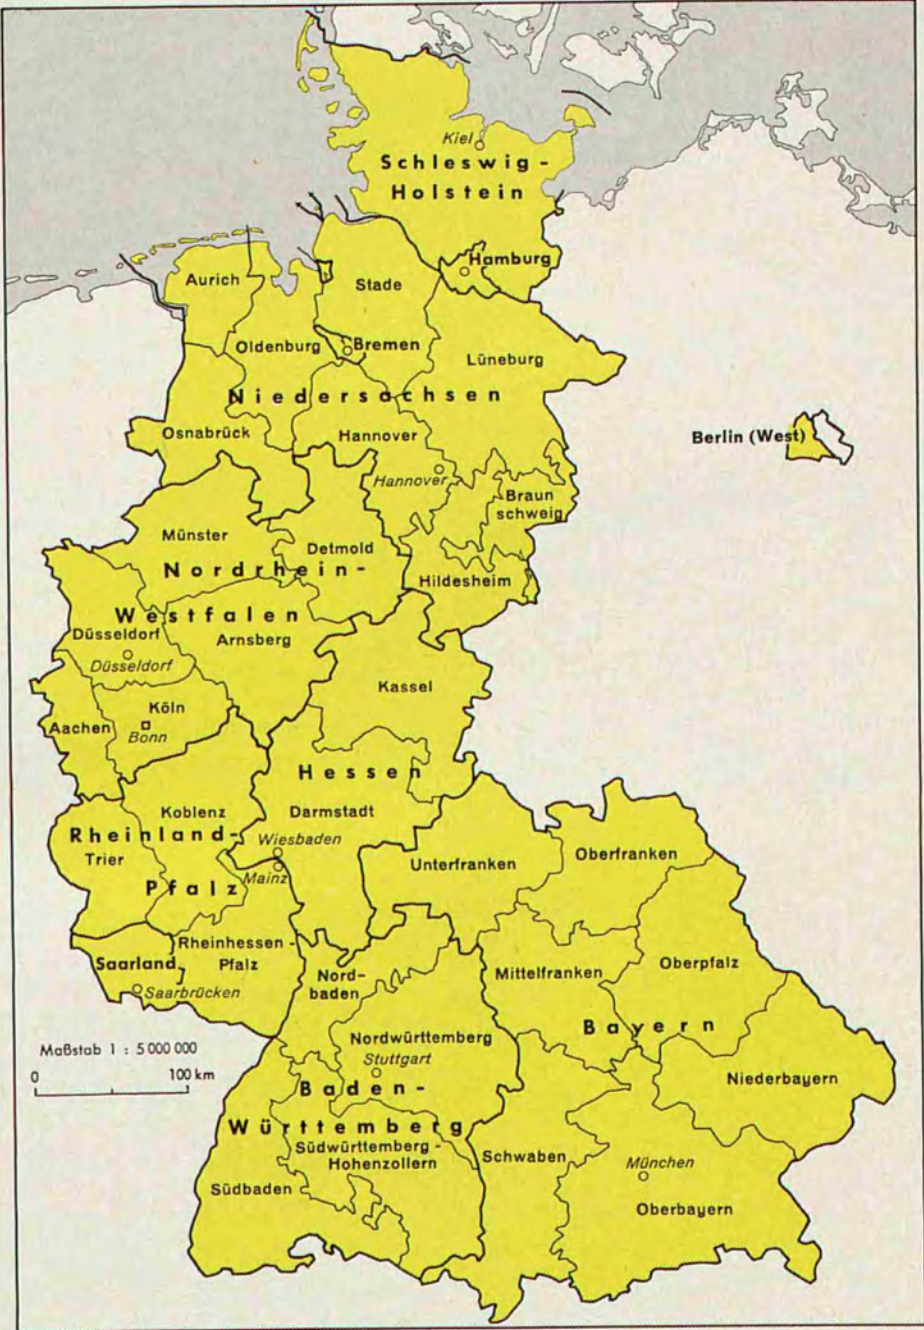 Kiel
Schleswig-
Holstein
Hamburg
Aurich
Stade
Oldenburg
Bremen
Lüneburg
Niedersachsen
Osnabrück
Hannover
Hannover
Braun
schweig
Berlin (West)
Münster
Detmold
Nordrhein-
Hildesheim
Westfalen
Düsseldorf
Arnsberg
Düsseldorf
Kassel
Köln
Aachen
Bonn
Hessen
Koblenz
Darmstadt
Rheinland-
Wiesbaden
Trier
Mainz
Pfalz
Unterfranken
Oberfranken
Rheinhessen-
Pfalz
Saarland
Saarbrücken
Nord-
baden
Mittelfranken
Oberpfalz
Bayern
Nordwürttemberg
Stuttgart
Maßstab 1 : 5 000 000
0 100 km
Baden-
Württemberg
Niederbayern
Südwürttemberg-
Hohenzollern
Schwaben
München
Südbaden
Oberbayern